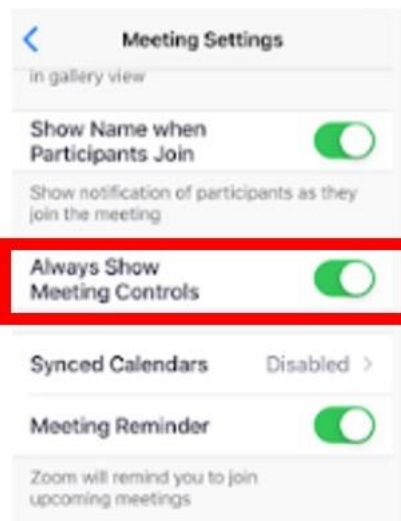 Meeting Settings
in gallery view
Show Name when
Participants Join
Show notification of participants as they
join the meeting
Always Show
Meeting Controls
Synced Calendars Disabled >
Meeting Reminder
Zoom will remind you to join
upcoming meetings